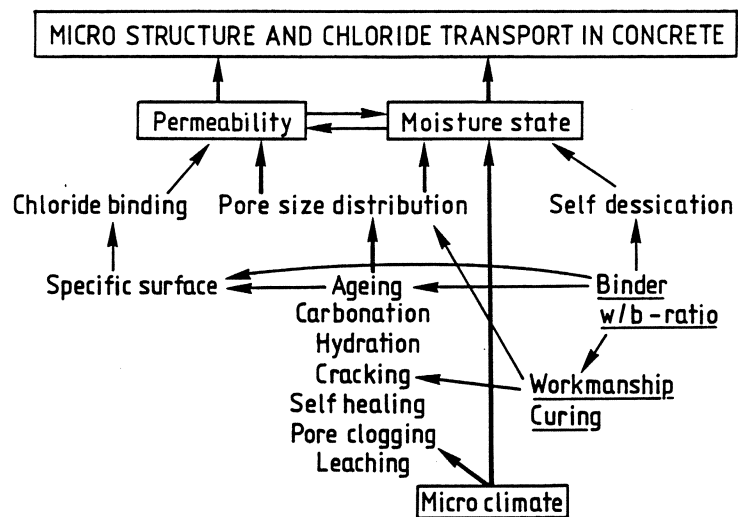 MICRO STRUCTURE AND CHLORIDE TRANSPORT IN CONCRETE
Permeability
Moisture state
Chloride binding
Pore size distribution
Self dessication
Specific surface
Ageing
Binder
Carbonation
w/b-ratio
Hydration
Cracking
Workmanship
Self healing
Curing
Pore clogging
Leaching
Micro climate